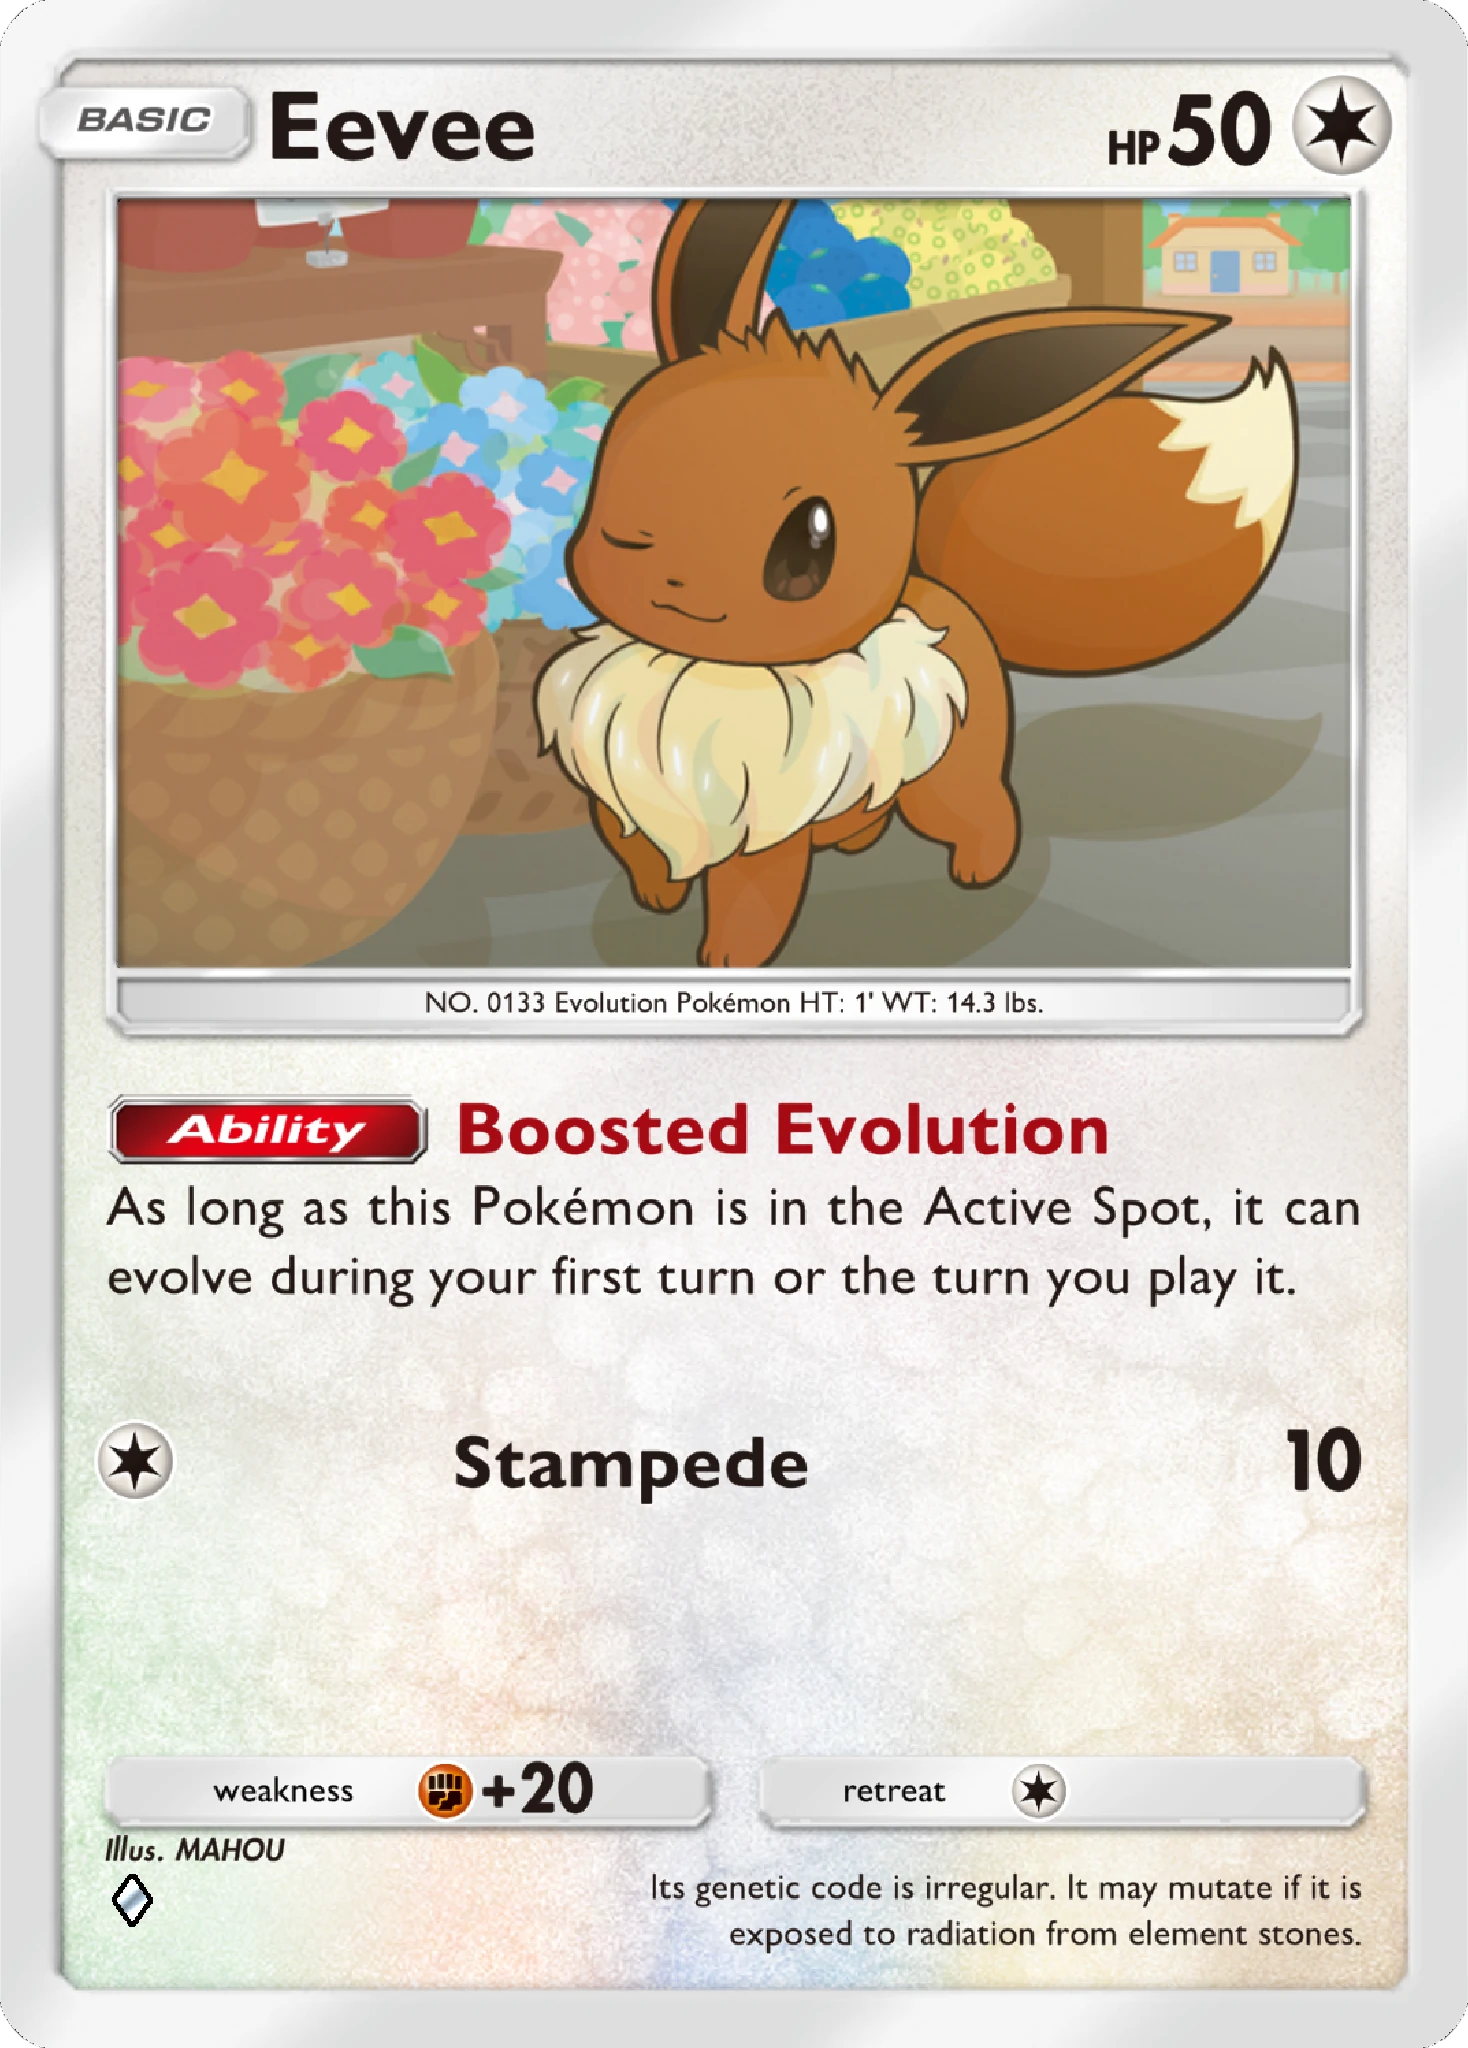 BASIC Eevee HP 50
NO. 0133 Evolution Pokémon HT: 1' WT: 14.3 lbs.
Ability Boosted Evolution
As long as this Pokémon is in the Active Spot, it can
evolve during your first turn or the turn you play it.
Stampede 10
weakness +20 retreat
Illus. MAHOU
Its genetic code is irregular. It may mutate if it is
exposed to radiation from element stones.